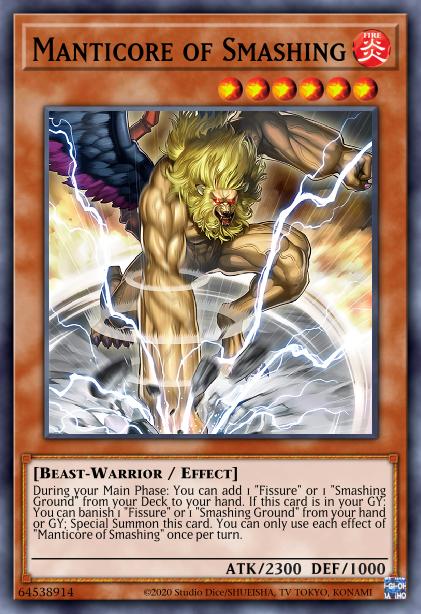 MANTICORE OF SMASHING
FIRE
炎
[BEAST-WARRIOR / EFFECT]
During your Main Phase: You can add 1 "Fissure" or 1 "Smashing
Ground" from your Deck to your hand. If this card is in your GY:
You can banish 1 "Fissure" or 1 "Smashing Ground" from your hand
or GY; Special Summon this card. You can only use each effect of
"Manticore of Smashing" once per turn.
ATK/2300 DEF/1000
64538914
©2020 Studio Dice/SHUEISHA, TV TOKYO, KONAMI